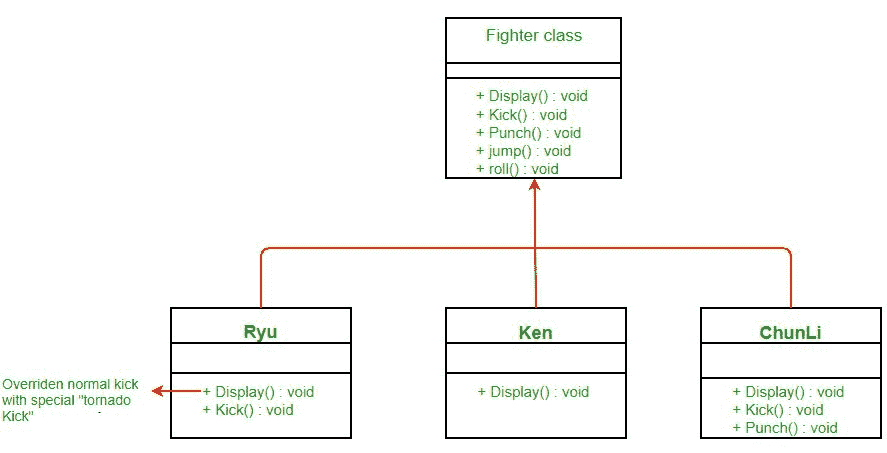 Fighter class
+ Display() : void
+ Kick() : void
+ Punch() : void
+ jump() : void
+ roll() : void
Ryu
+ Display() : void
+ Kick() : void
Overriden normal kick
with special "tornado
Kick"
Ken
+ Display() : void
ChunLi
+ Display() : void
+ Kick() : void
+ Punch() : void